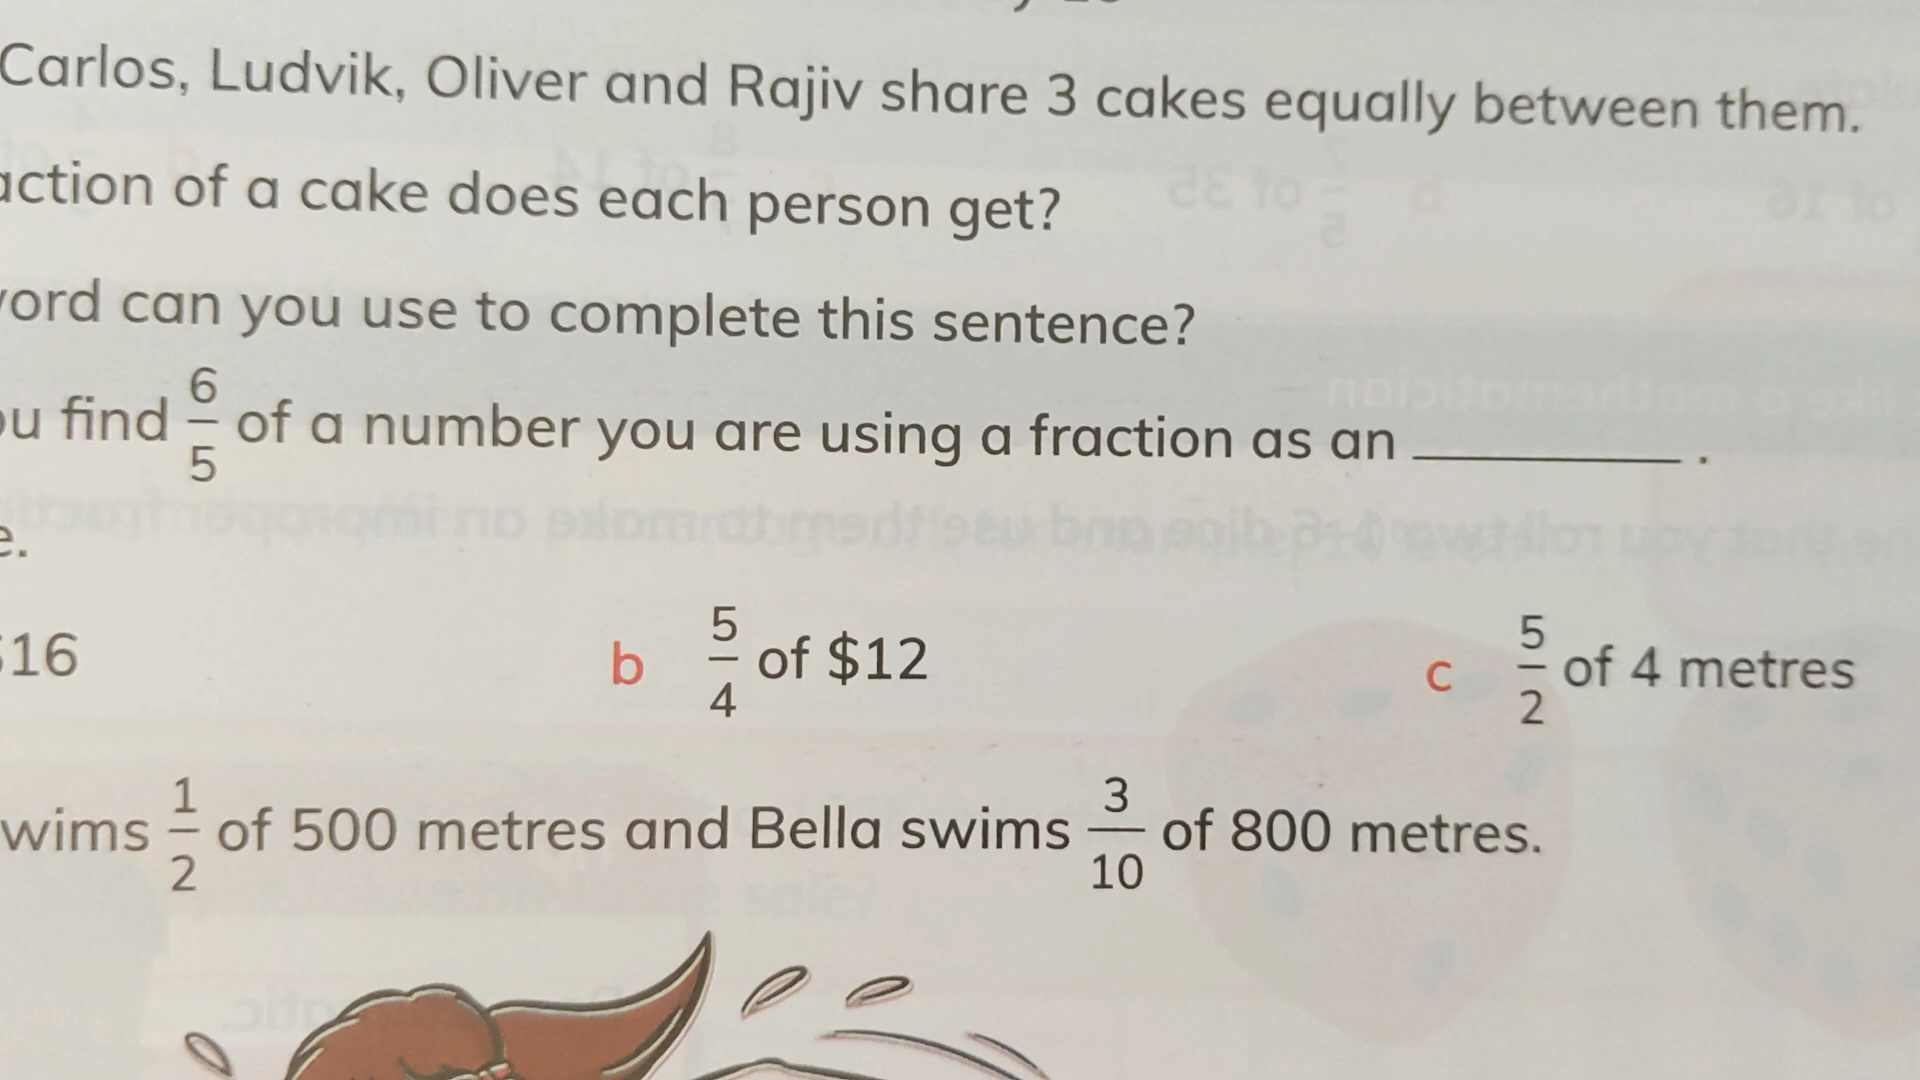 Carlos, Ludvik, Oliver and Rajiv share 3 cakes equally between them.
action of a cake does each person get?
ord can you use to complete this sentence?
ou find 6/5 of a number you are using a fraction as an ________ .
e.
$16
b 5/4 of $12
c 5/2 of 4 metres
wims 1/2 of 500 metres and Bella swims 3/10 of 800 metres.